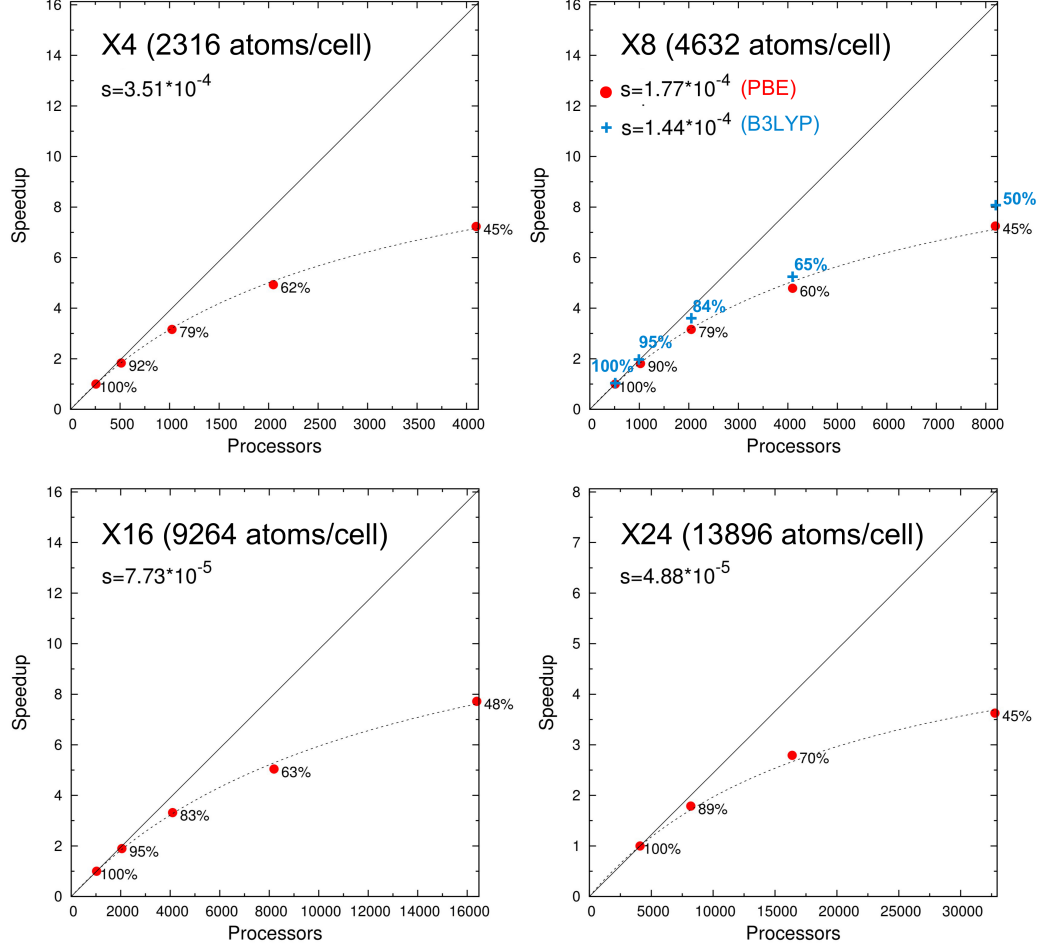 X4 (2316 atoms/cell)
s=3.51*10^-4
Speedup
16
14
12
10
8
6
4
2
0
100%
92%
79%
62%
45%
0 500 1000 1500 2000 2500 3000 3500 4000
Processors
X8 (4632 atoms/cell)
s=1.77*10^-4 (PBE)
s=1.44*10^-4 (B3LYP)
Speedup
16
14
12
10
8
6
4
2
0
100%
95%
84%
65%
50%
100%
90%
79%
60%
45%
0 1000 2000 3000 4000 5000 6000 7000 8000
Processors
X16 (9264 atoms/cell)
s=7.73*10^-5
Speedup
16
14
12
10
8
6
4
2
0
100%
95%
83%
63%
48%
0 2000 4000 6000 8000 10000 12000 14000 16000
Processors
X24 (13896 atoms/cell)
s=4.88*10^-5
Speedup
8
7
6
5
4
3
2
1
0
100%
89%
70%
45%
0 5000 10000 15000 20000 25000 30000
Processors